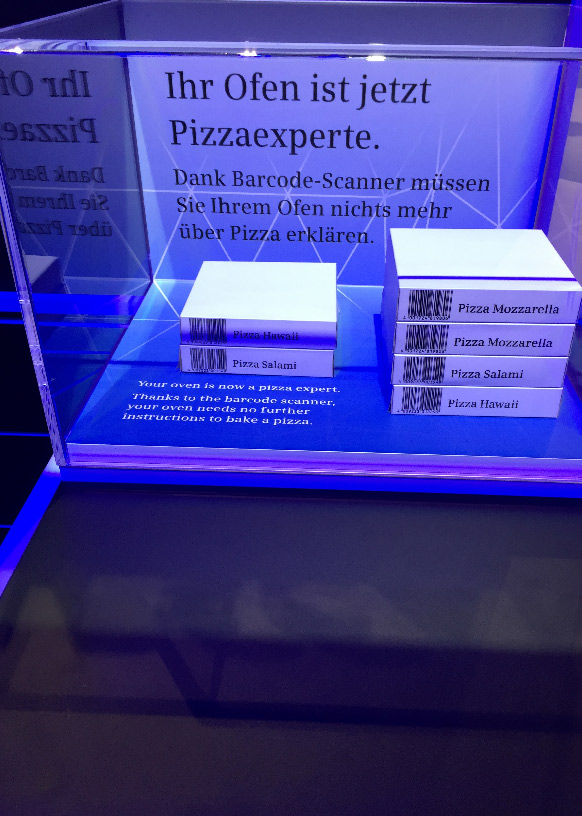 Ihr Ofen ist jetzt
Pizzaexperte.
Dank Barcode-Scanner müssen
Sie Ihrem Ofen nichts mehr
über Pizza erklären.
Pizza Hawaii
Pizza Salami
Pizza Mozzarella
Pizza Mozzarella
Pizza Salami
Pizza Hawaii
Your oven is now a pizza expert.
Thanks to the barcode scanner,
your oven needs no further
instructions to bake a pizza.